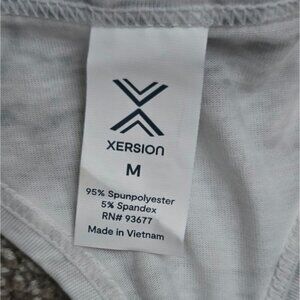 XERSION
M
95% Spunpolyester
5% Spandex
RN# 93677
Made in Vietnam